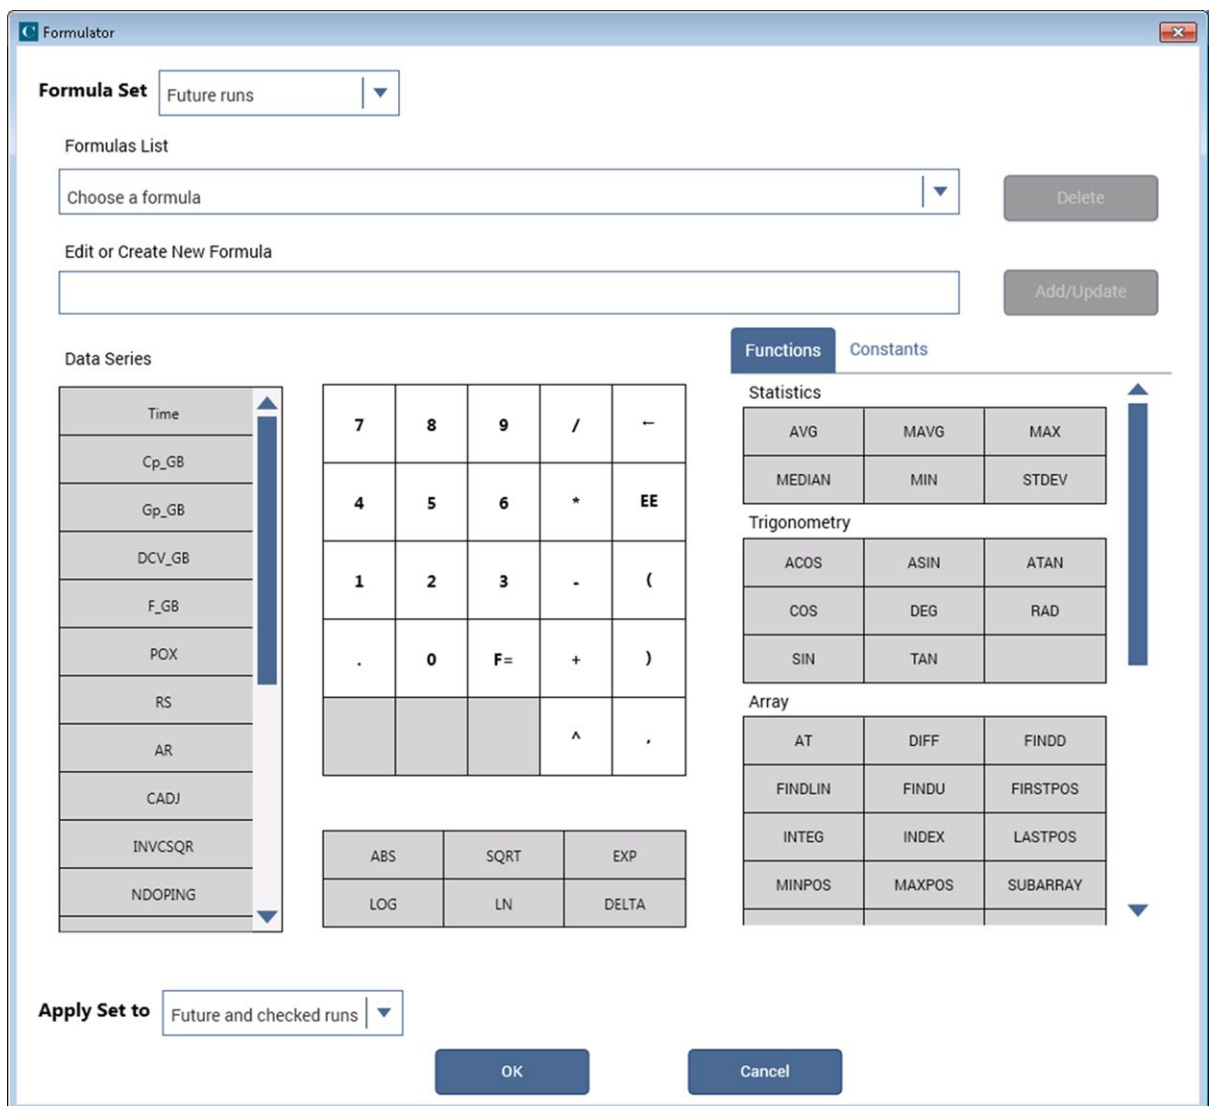 C Formulator
Formula Set Future runs
Formulas List
Choose a formula Delete
Edit or Create New Formula
Add/Update
Data Series
Time
Cp_GB
Gp_GB
DCV_GB
F_GB
POX
RS
AR
CADJ
INVCSQR
NDOPING
7 8 9 / ←
4 5 6 * EE
1 2 3 - (
. 0 F= + )
^ ,
ABS SQRT EXP
LOG LN DELTA
Functions Constants
Statistics
AVG MAVG MAX
MEDIAN MIN STDEV
Trigonometry
ACOS ASIN ATAN
COS DEG RAD
SIN TAN
Array
AT DIFF FINDD
FINDLIN FINDU FIRSTPOS
INTEG INDEX LASTPOS
MINPOS MAXPOS SUBARRAY
Apply Set to Future and checked runs
OK Cancel